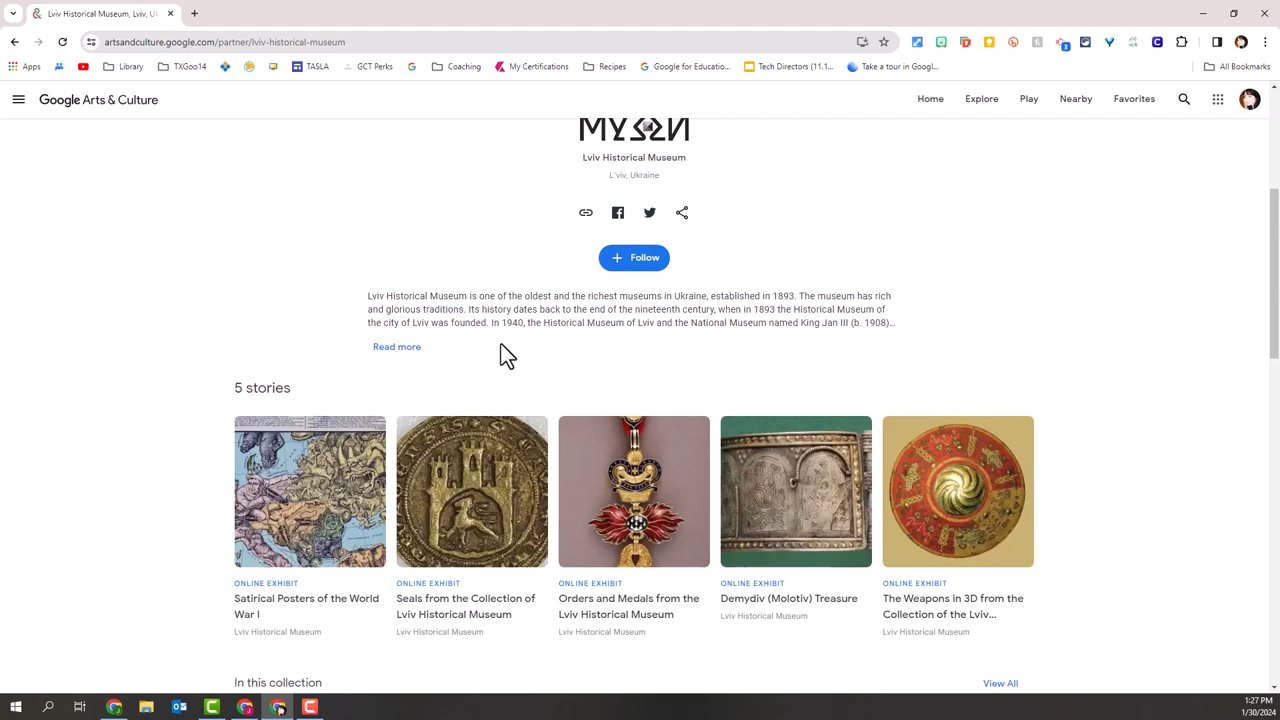 Lviv Historical Museum, Lviv, Uk
artsandculture.google.com/partner/lviv-historical-museum
3
Apps Library TXGoo14 TASLA GCT Perks Coaching My Certifications Recipes Google for Educatio... Tech Directors (11.1... Take a tour in Googl... All Bookmarks
Google Arts & Culture Home Explore Play Nearby Favorites
Lviv Historical Museum
L'viv, Ukraine
Follow
Lviv Historical Museum is one of the oldest and the richest museums in Ukraine, established in 1893. The museum has rich
and glorious traditions. Its history dates back to the end of the nineteenth century, when in 1893 the Historical Museum of
the city of Lviv was founded. In 1940, the Historical Museum of Lviv and the National Museum named King Jan III (b. 1908)...
Read more
5 stories
ONLINE EXHIBIT
Satirical Posters of the World
War I
Lviv Historical Museum
ONLINE EXHIBIT
Seals from the Collection of
Lviv Historical Museum
Lviv Historical Museum
ONLINE EXHIBIT
Orders and Medals from the
Lviv Historical Museum
Lviv Historical Museum
ONLINE EXHIBIT
Demydiv (Molotiv) Treasure
Lviv Historical Museum
ONLINE EXHIBIT
The Weapons in 3D from the
Collection of the Lviv...
Lviv Historical Museum
In this collection View All
1:27 PM
1/30/2024